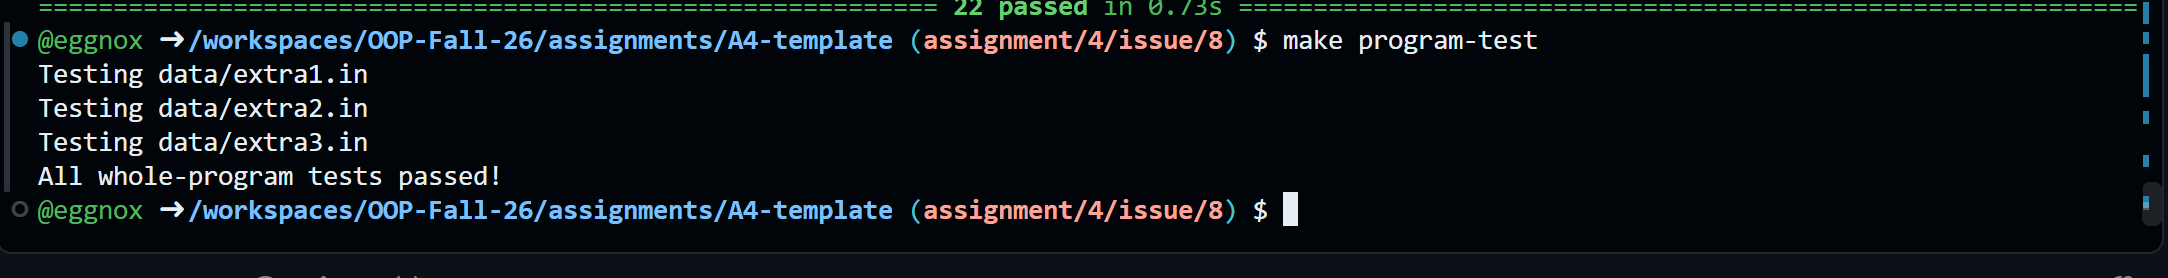 ============================================================ 22 passed in 0.73s ============================================================
@eggnox ➜/workspaces/OOP-Fall-26/assignments/A4-template (assignment/4/issue/8) $ make program-test
Testing data/extra1.in
Testing data/extra2.in
Testing data/extra3.in
All whole-program tests passed!
@eggnox ➜/workspaces/OOP-Fall-26/assignments/A4-template (assignment/4/issue/8) $